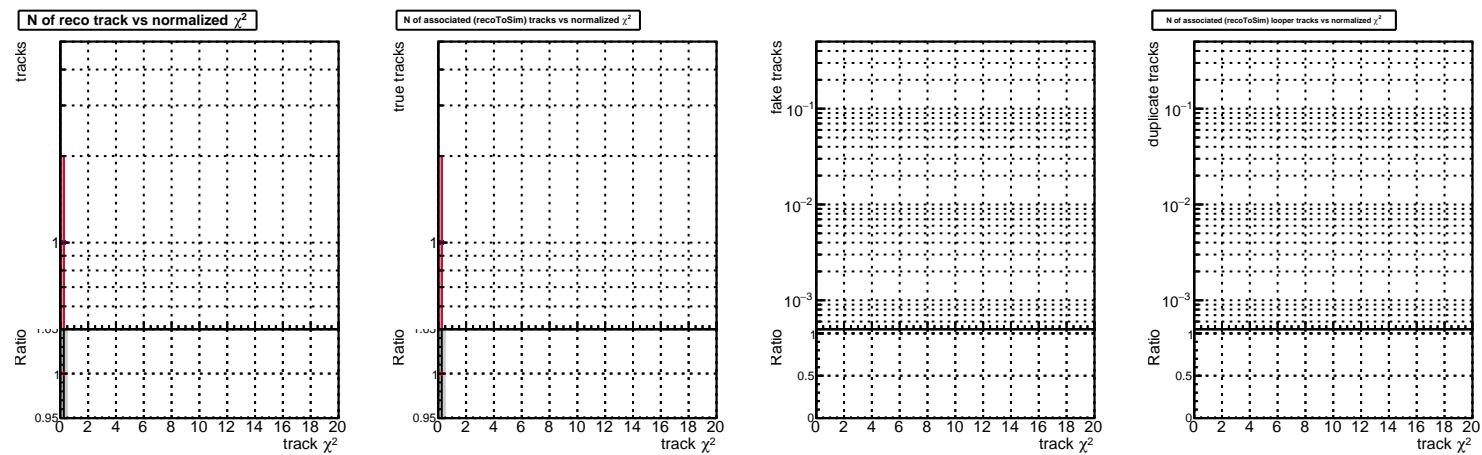 N of reco track vs normalized χ²
tracks
1
Ratio
1
0.95
0 2 4 6 8 10 12 14 16 18 20
track χ²
N of associated (recoToSim) tracks vs normalized χ²
true tracks
1
Ratio
1
0.95
0 2 4 6 8 10 12 14 16 18 20
track χ²
fake tracks
10⁻¹
10⁻²
10⁻³
Ratio
1
0.5
0
0 2 4 6 8 10 12 14 16 18 20
track χ²
N of associated (recoToSim) looper tracks vs normalized χ²
duplicate tracks
10⁻¹
10⁻²
10⁻³
Ratio
1
0.5
0
0 2 4 6 8 10 12 14 16 18 20
track χ²